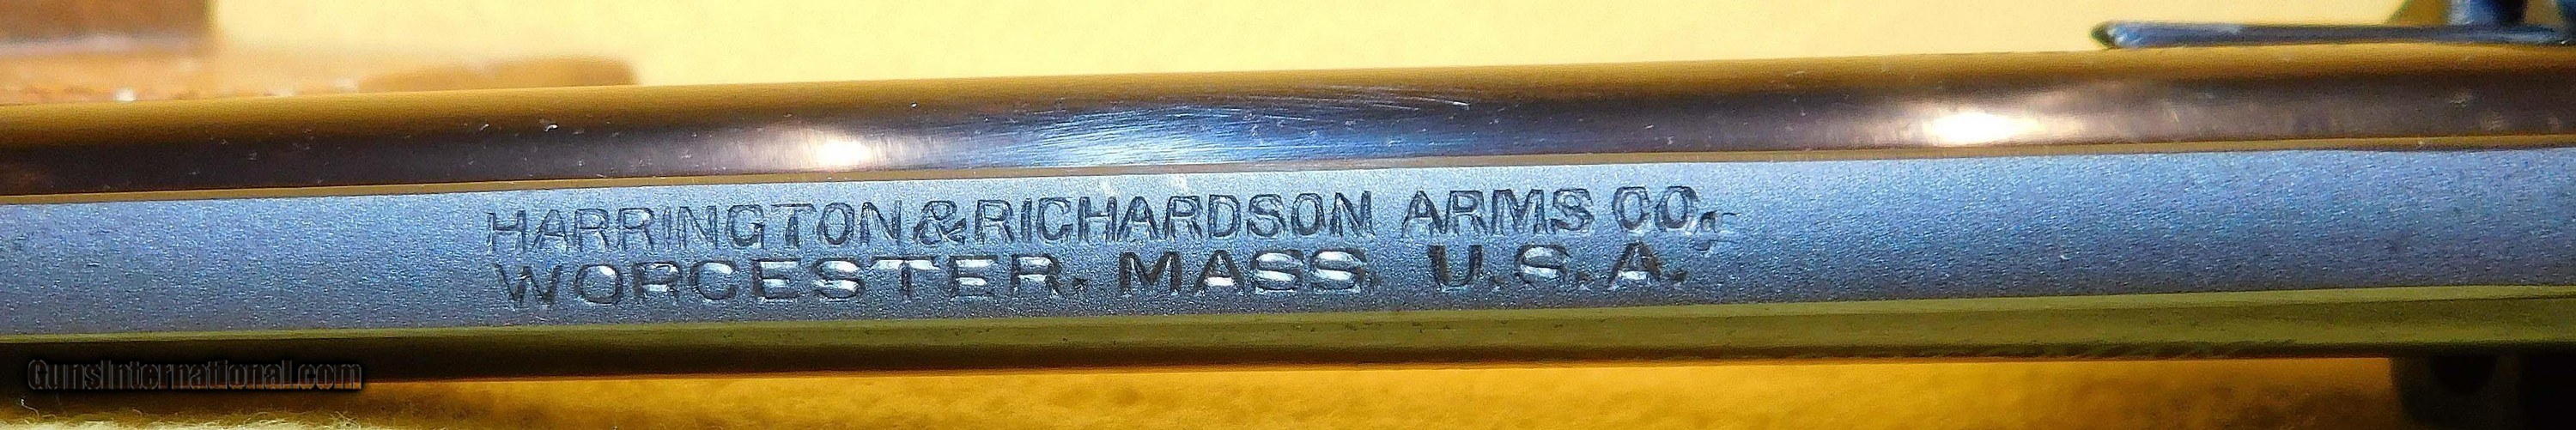 HARRINGTON & RICHARDSON ARMS CO.
WORCESTER, MASS, U.S.A.
GunsInternational.com